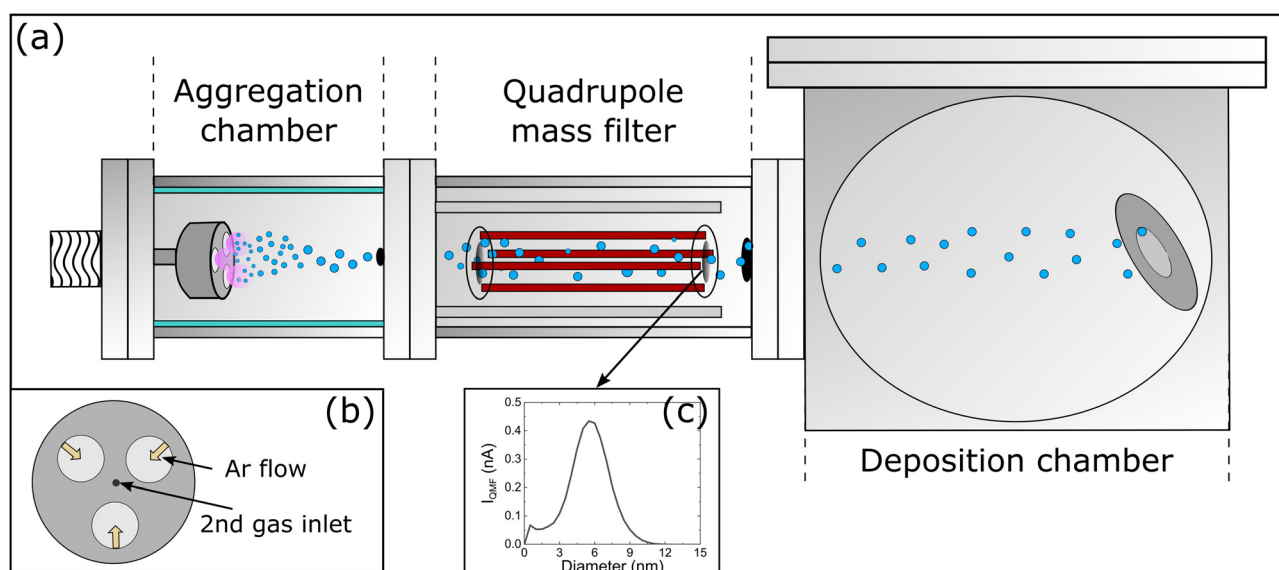 (a)
Aggregation
chamber
Quadrupole
mass filter
Deposition chamber
(b)
Ar flow
2nd gas inlet
(c)
I_QMF (nA)
0.5
0.4
0.3
0.2
0.1
0.0
0 3 6 9 12 15
Diameter (nm)